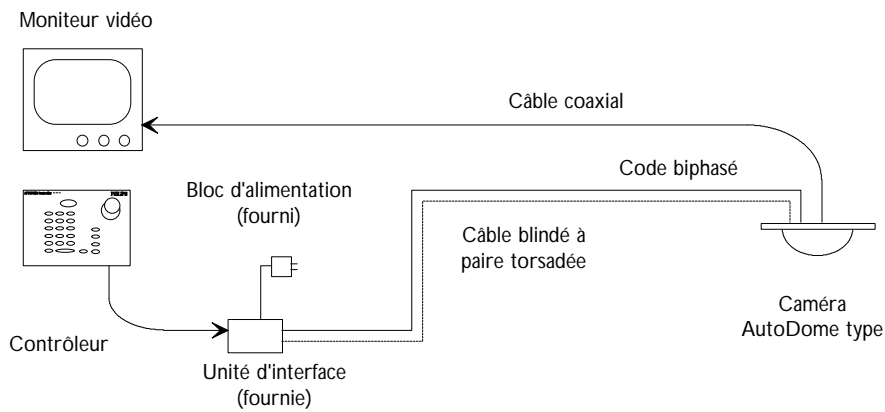 Moniteur vidéo
Câble coaxial
Code biphasé
Bloc d'alimentation
(fourni)
PHILIPS
Câble blindé à
paire torsadée
Caméra
AutoDome type
Contrôleur
Unité d'interface
(fournie)